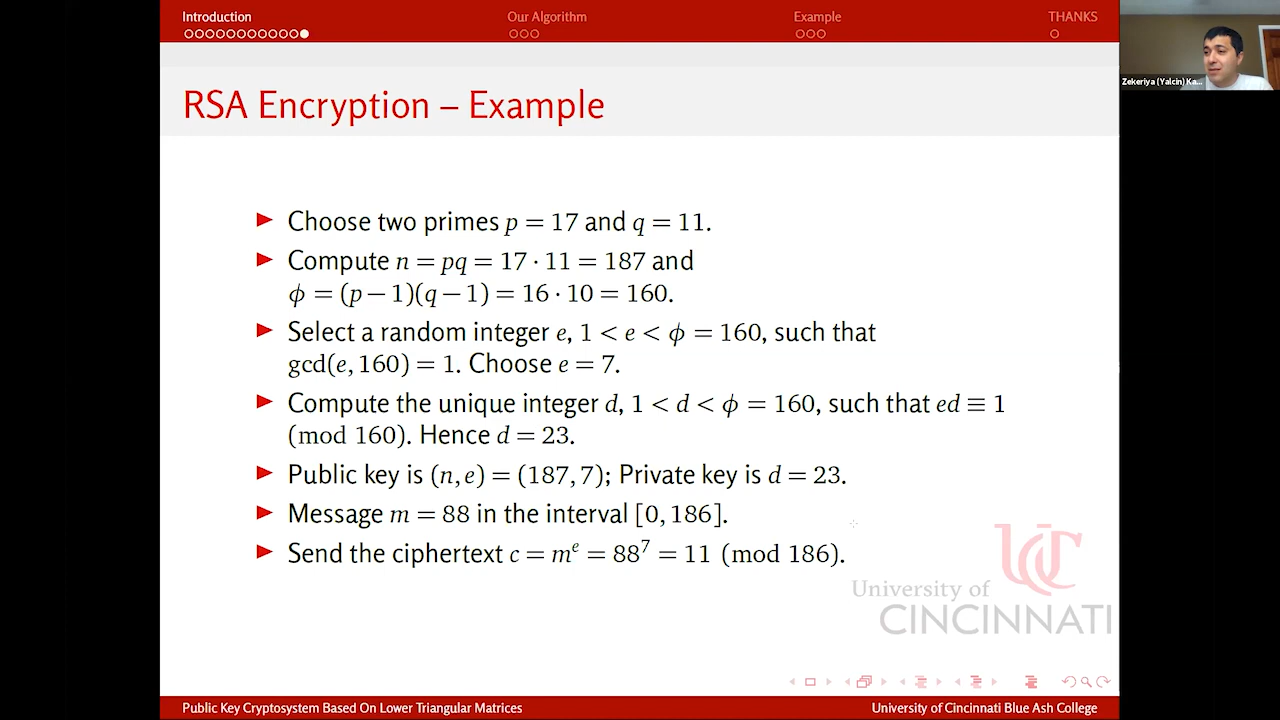 Introduction
Our Algorithm
Example
THANKS
Zekeriya (Yalcin) Ka...
RSA Encryption – Example
Choose two primes p = 17 and q = 11.
Compute n = pq = 17 · 11 = 187 and
ϕ = (p − 1)(q − 1) = 16 · 10 = 160.
Select a random integer e, 1 < e < ϕ = 160, such that
gcd(e, 160) = 1. Choose e = 7.
Compute the unique integer d, 1 < d < ϕ = 160, such that ed ≡ 1
(mod 160). Hence d = 23.
Public key is (n, e) = (187, 7); Private key is d = 23.
Message m = 88 in the interval [0, 186].
Send the ciphertext c = mᵉ = 88⁷ = 11 (mod 186).
UC
University of
CINCINNATI
Public Key Cryptosystem Based On Lower Triangular Matrices
University of Cincinnati Blue Ash College